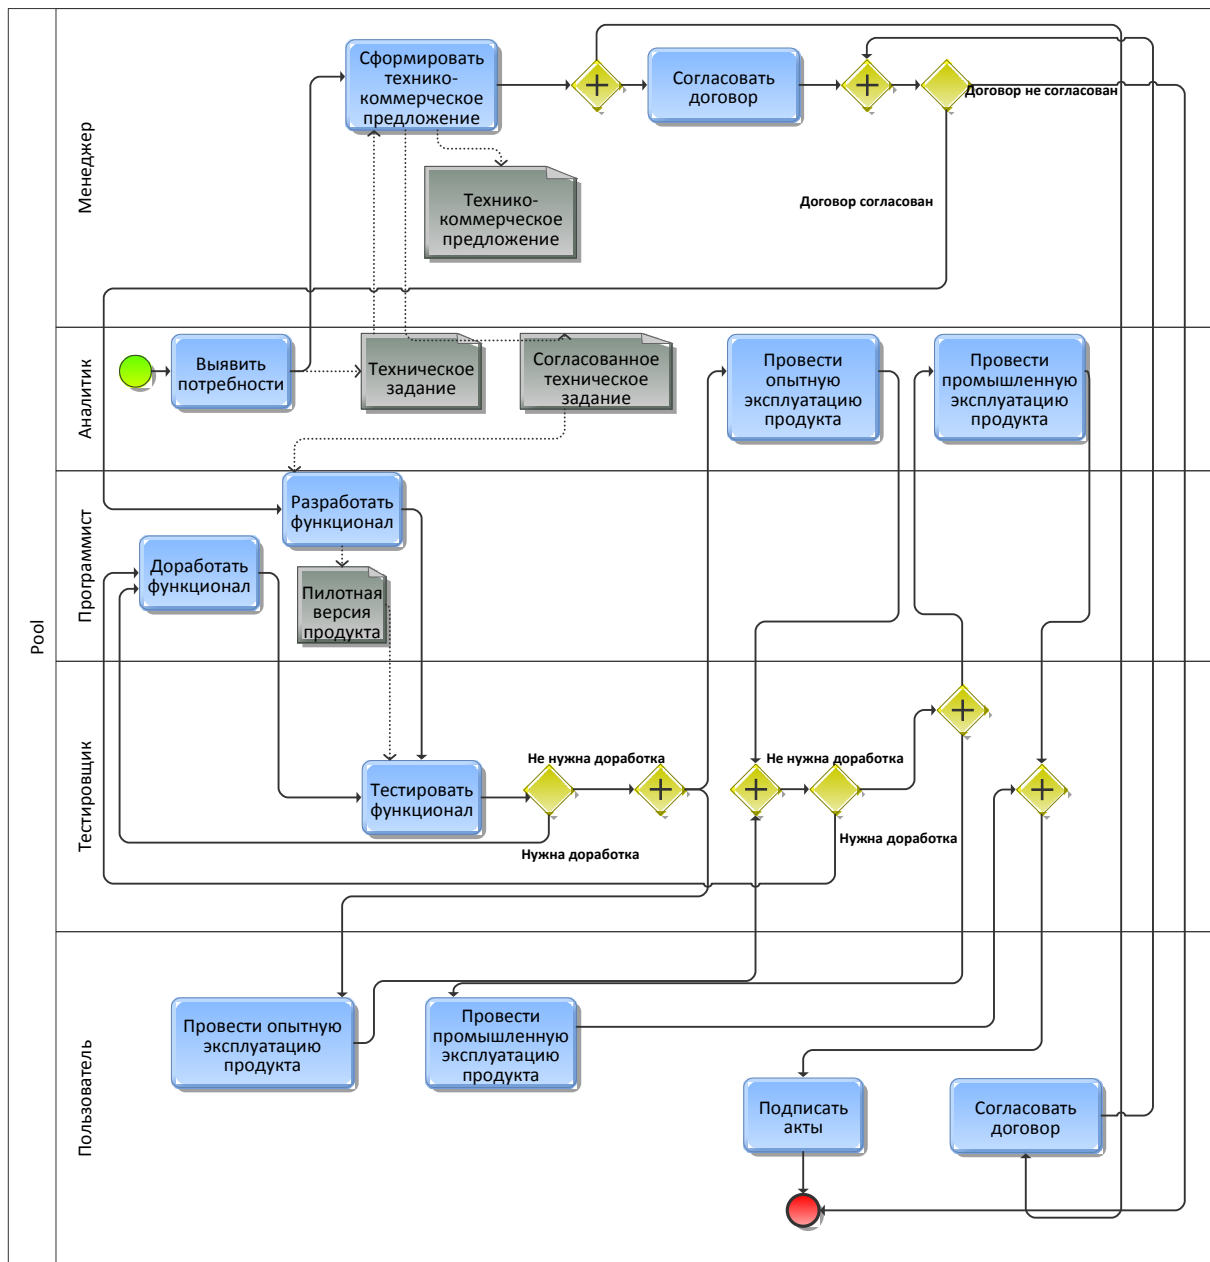 Pool
Менеджер
Сформировать
технико-
коммерческое
предложение
Согласовать
договор
Договор не согласован
Технико-
коммерческое
предложение
Договор согласован
Аналитик
Выявить
потребности
Техническое
задание
Согласованное
техническое
задание
Провести
опытную
эксплуатацию
продукта
Провести
промышленную
эксплуатацию
продукта
Программист
Разработать
функционал
Доработать
функционал
Пилотная
версия
продукта
Тестировщик
Тестировать
функционал
Не нужна доработка
Нужна доработка
Не нужна доработка
Нужна доработка
Пользователь
Провести опытную
эксплуатацию
продукта
Провести
промышленную
эксплуатацию
продукта
Подписать
акты
Согласовать
договор